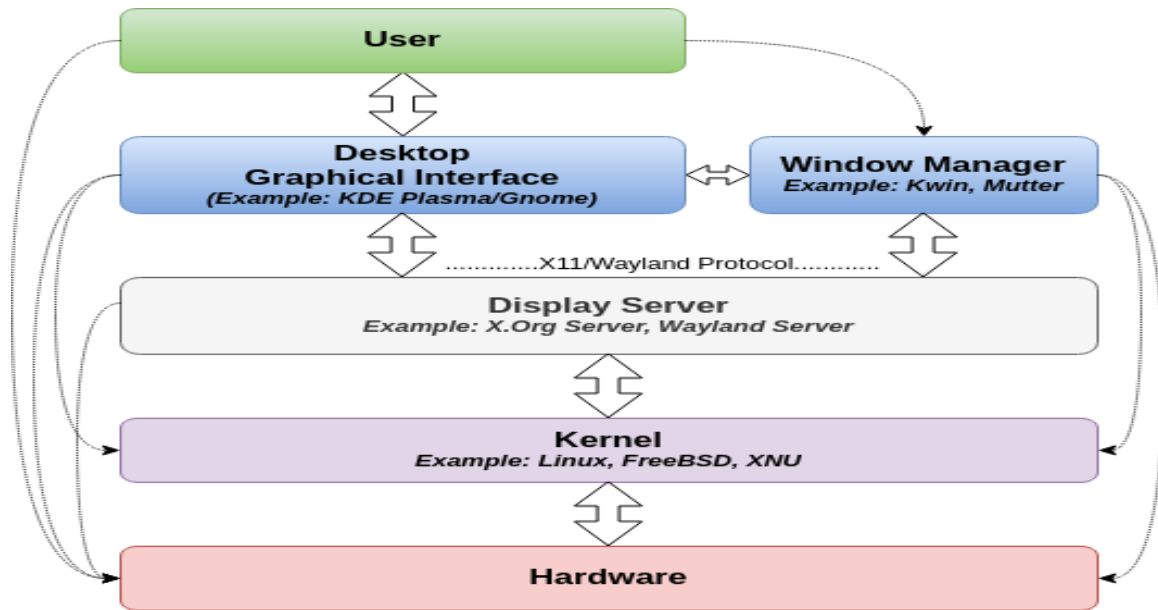 User
Desktop
Graphical Interface
(Example: KDE Plasma/Gnome)
Window Manager
Example: Kwin, Mutter
............X11/Wayland Protocol...........
Display Server
Example: X.Org Server, Wayland Server
Kernel
Example: Linux, FreeBSD, XNU
Hardware